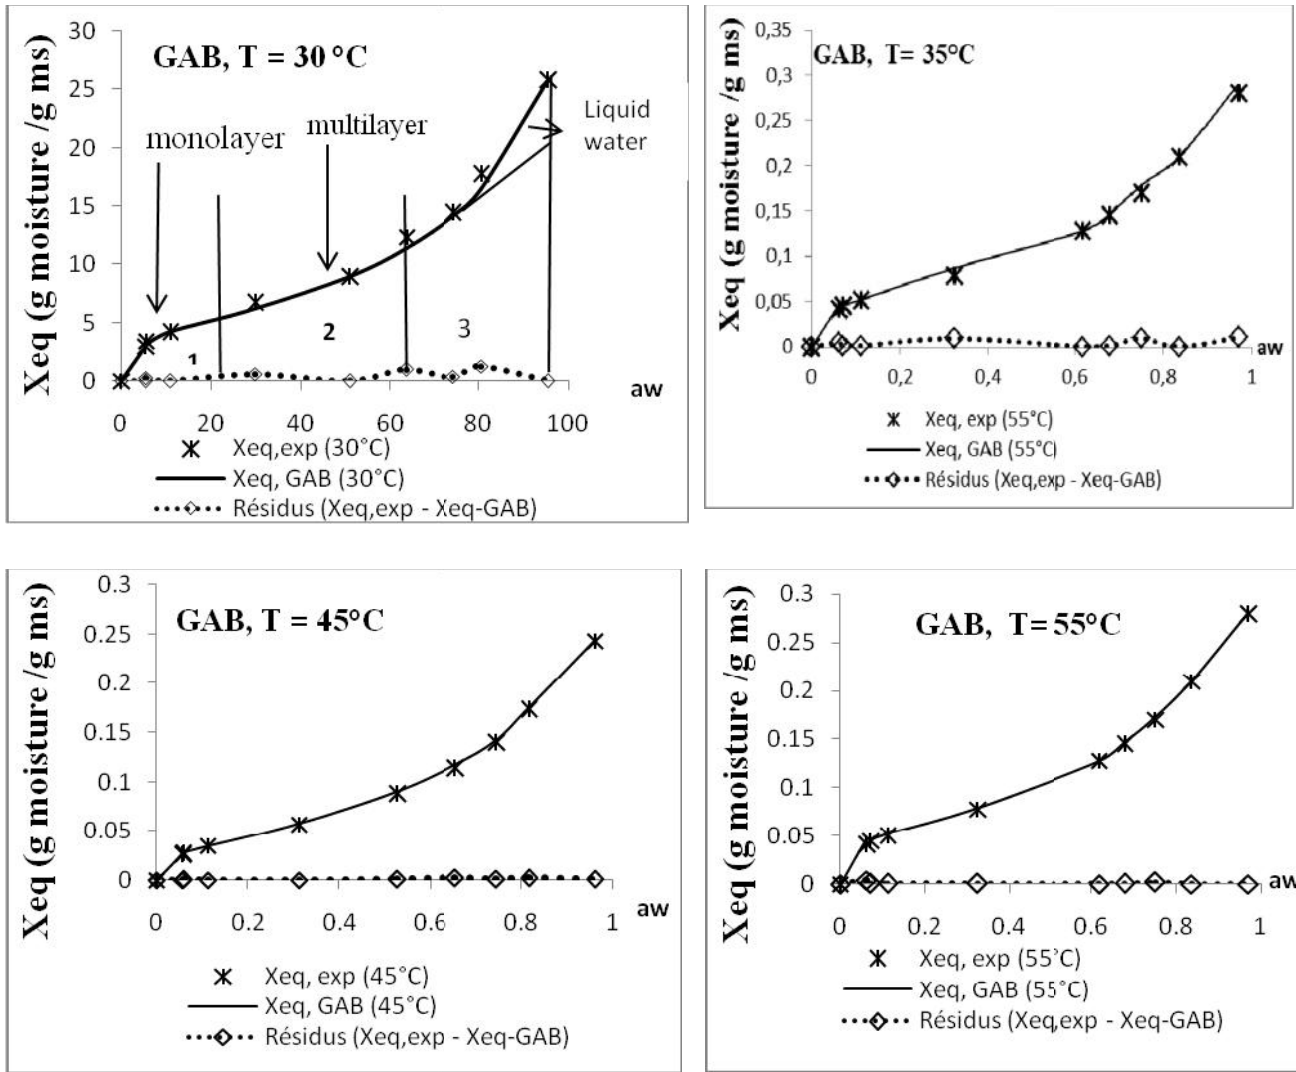 GAB, T = 30 °C
Xeq (g moisture /g ms)
30
25
20
15
10
5
0
monolayer
multilayer
Liquid
water
1
2
3
0 20 40 60 80 100
aw
Xeq,exp (30°C)
Xeq, GAB (30°C)
Résidus (Xeq,exp - Xeq-GAB)
GAB, T= 35°C
Xeq (g moisture /g ms)
0,35
0,3
0,25
0,2
0,15
0,1
0,05
0
0 0,2 0,4 0,6 0,8 1
aw
Xeq, exp (55°C)
Xeq, GAB (55°C)
Résidus (Xeq,exp - Xeq-GAB)
GAB, T = 45°C
Xeq (g moisture /g ms)
0.3
0.25
0.2
0.15
0.1
0.05
0
0 0.2 0.4 0.6 0.8 1
aw
Xeq, exp (45°C)
Xeq, GAB (45°C)
Résidus (Xeq,exp - Xeq-GAB)
GAB, T= 55°C
Xeq (g moisture /g ms)
0.3
0.25
0.2
0.15
0.1
0.05
0
0 0.2 0.4 0.6 0.8 1
aw
Xeq, exp (55°C)
Xeq, GAB (55°C)
Résidus (Xeq,exp - Xeq-GAB)